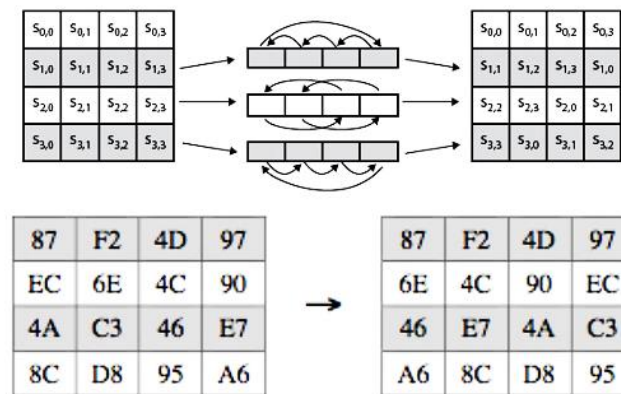 S0,0 S0,1 S0,2 S0,3 S0,0 S0,1 S0,2 S0,3
S1,0 S1,1 S1,2 S1,3 S1,1 S1,2 S1,3 S1,0
S2,0 S2,1 S2,2 S2,3 S2,2 S2,3 S2,0 S2,1
S3,0 S3,1 S3,2 S3,3 S3,3 S3,0 S3,1 S3,2
87 F2 4D 97 87 F2 4D 97
EC 6E 4C 90 6E 4C 90 EC
4A C3 46 E7 46 E7 4A C3
8C D8 95 A6 A6 8C D8 95